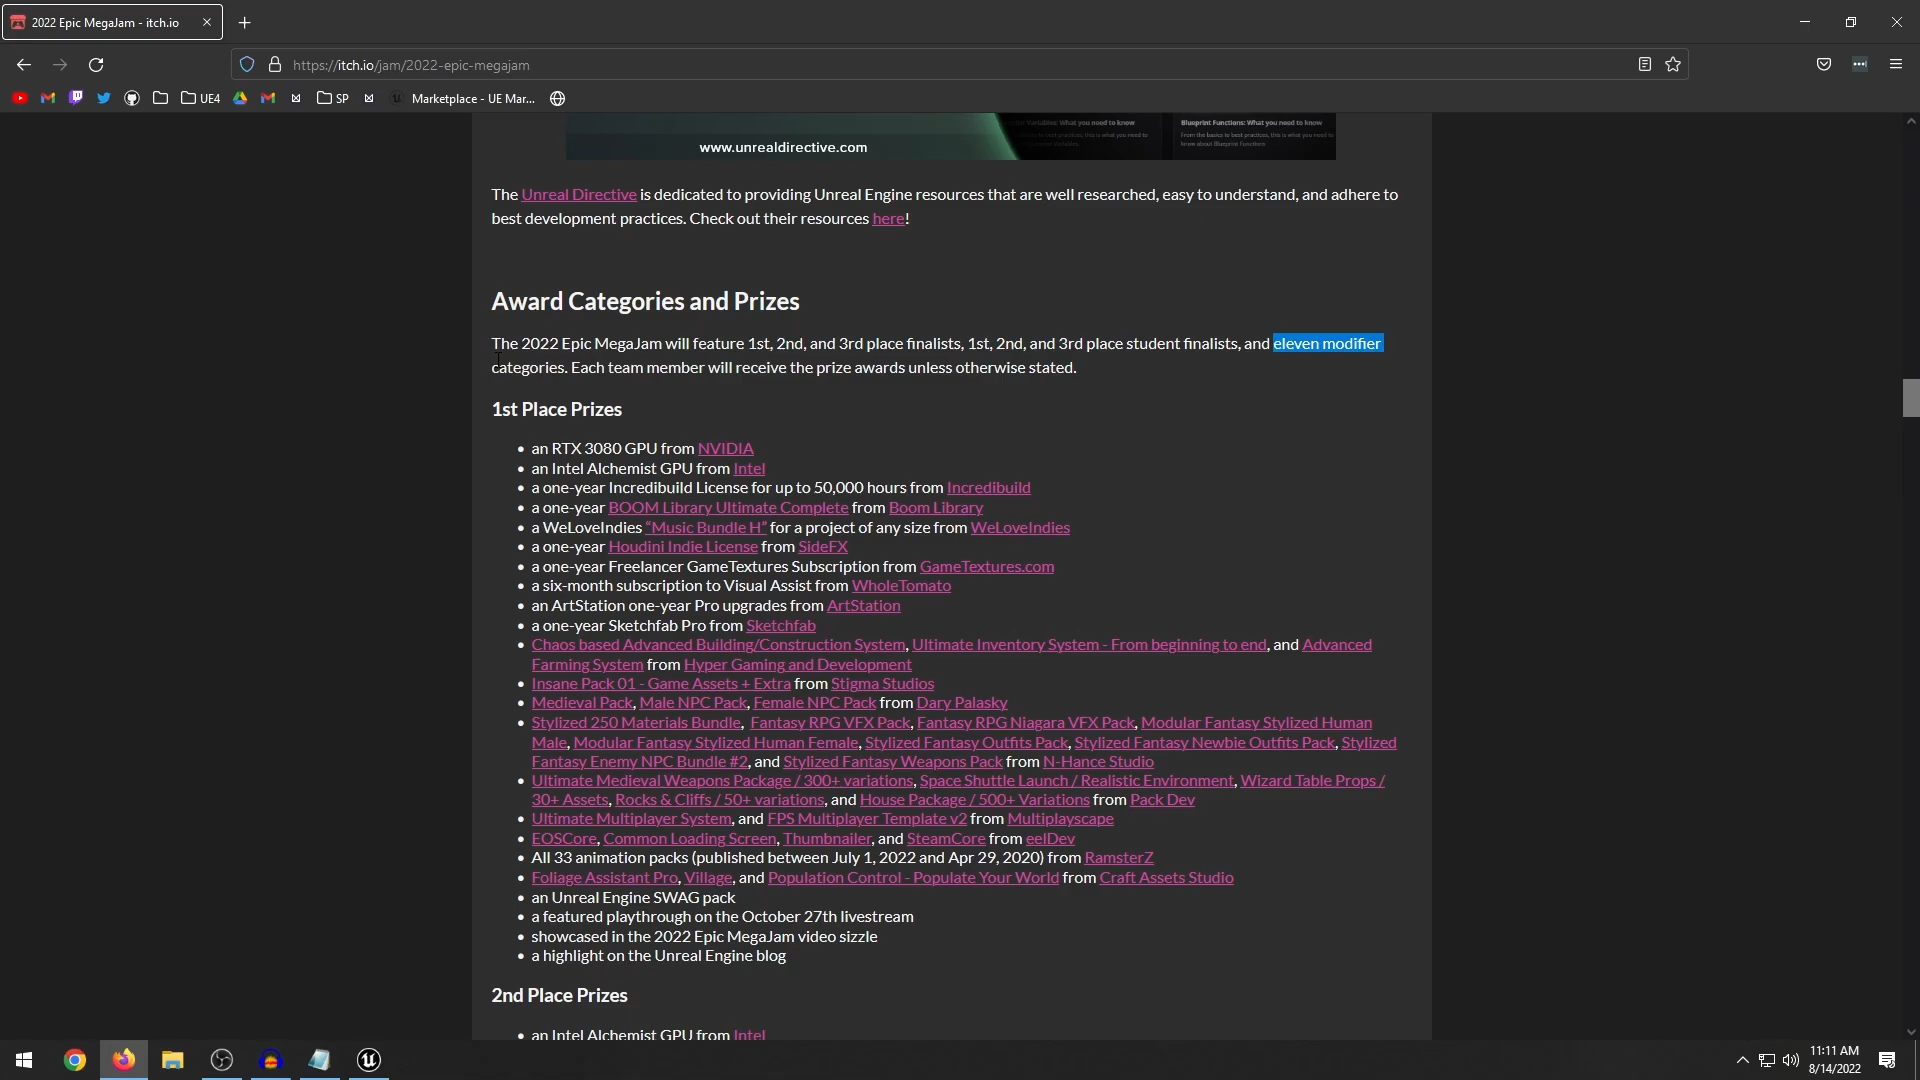 2022 Epic MegaJam - itch.io
https://itch.io/jam/2022-epic-megajam
UE4
SP
Marketplace - UE Mar...
Variables: What you need to know
Blueprint Functions: What you need to know
From the basics to best practices, this is what you need to
know about Blueprint Functions.
www.unrealdirective.com
The Unreal Directive is dedicated to providing Unreal Engine resources that are well researched, easy to understand, and adhere to
best development practices. Check out their resources here!
Award Categories and Prizes
The 2022 Epic MegaJam will feature 1st, 2nd, and 3rd place finalists, 1st, 2nd, and 3rd place student finalists, and eleven modifier
categories. Each team member will receive the prize awards unless otherwise stated.
1st Place Prizes
• an RTX 3080 GPU from NVIDIA
• an Intel Alchemist GPU from Intel
• a one-year Incredibuild License for up to 50,000 hours from Incredibuild
• a one-year BOOM Library Ultimate Complete from Boom Library
• a WeLoveIndies “Music Bundle H” for a project of any size from WeLoveIndies
• a one-year Houdini Indie License from SideFX
• a one-year Freelancer GameTextures Subscription from GameTextures.com
• a six-month subscription to Visual Assist from WholeTomato
• an ArtStation one-year Pro upgrades from ArtStation
• a one-year Sketchfab Pro from Sketchfab
• Chaos based Advanced Building/Construction System, Ultimate Inventory System - From beginning to end, and Advanced
Farming System from Hyper Gaming and Development
• Insane Pack 01 - Game Assets + Extra from Stigma Studios
• Medieval Pack, Male NPC Pack, Female NPC Pack from Dary Palasky
• Stylized 250 Materials Bundle, Fantasy RPG VFX Pack, Fantasy RPG Niagara VFX Pack, Modular Fantasy Stylized Human
Male, Modular Fantasy Stylized Human Female, Stylized Fantasy Outfits Pack, Stylized Fantasy Newbie Outfits Pack, Stylized
Fantasy Enemy NPC Bundle #2, and Stylized Fantasy Weapons Pack from N-Hance Studio
• Ultimate Medieval Weapons Package / 300+ variations, Space Shuttle Launch / Realistic Environment, Wizard Table Props /
30+ Assets, Rocks & Cliffs / 50+ variations, and House Package / 500+ Variations from Pack Dev
• Ultimate Multiplayer System, and FPS Multiplayer Template v2 from Multiplayscape
• EOSCore, Common Loading Screen, Thumbnailer, and SteamCore from eelDev
• All 33 animation packs (published between July 1, 2022 and Apr 29, 2020) from RamsterZ
• Foliage Assistant Pro, Village, and Population Control - Populate Your World from Craft Assets Studio
• an Unreal Engine SWAG pack
• a featured playthrough on the October 27th livestream
• showcased in the 2022 Epic MegaJam video sizzle
• a highlight on the Unreal Engine blog
2nd Place Prizes
• an Intel Alchemist GPU from Intel
11:11 AM
8/14/2022